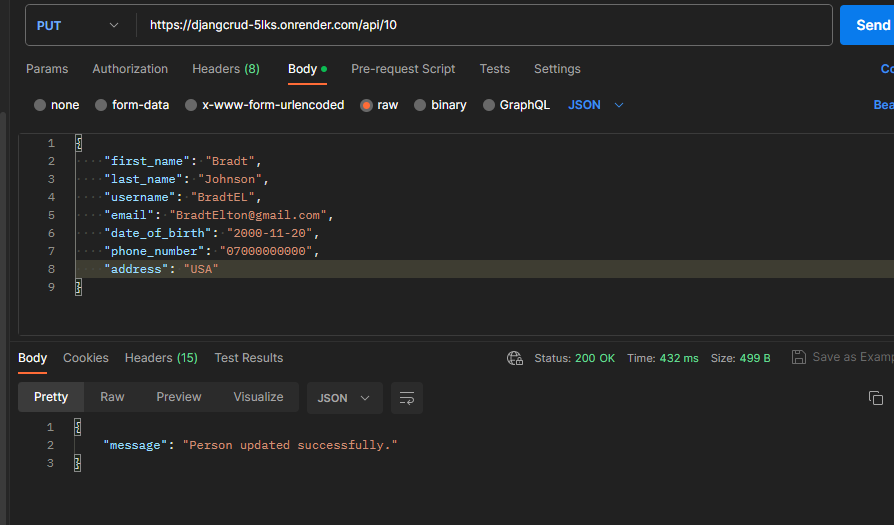 PUT https://djangcrud-5lks.onrender.com/api/10 Send
Params Authorization Headers (8) Body Pre-request Script Tests Settings Co
none form-data x-www-form-urlencoded raw binary GraphQL JSON Bea
1 {
2 "first_name": "Bradt",
3 "last_name": "Johnson",
4 "username": "BradtEL",
5 "email": "BradtElton@gmail.com",
6 "date_of_birth": "2000-11-20",
7 "phone_number": "07000000000",
8 "address": "USA"
9 }
Body Cookies Headers (15) Test Results Status: 200 OK Time: 432 ms Size: 499 B Save as Examp
Pretty Raw Preview Visualize JSON
1 {
2 "message": "Person updated successfully."
3 }